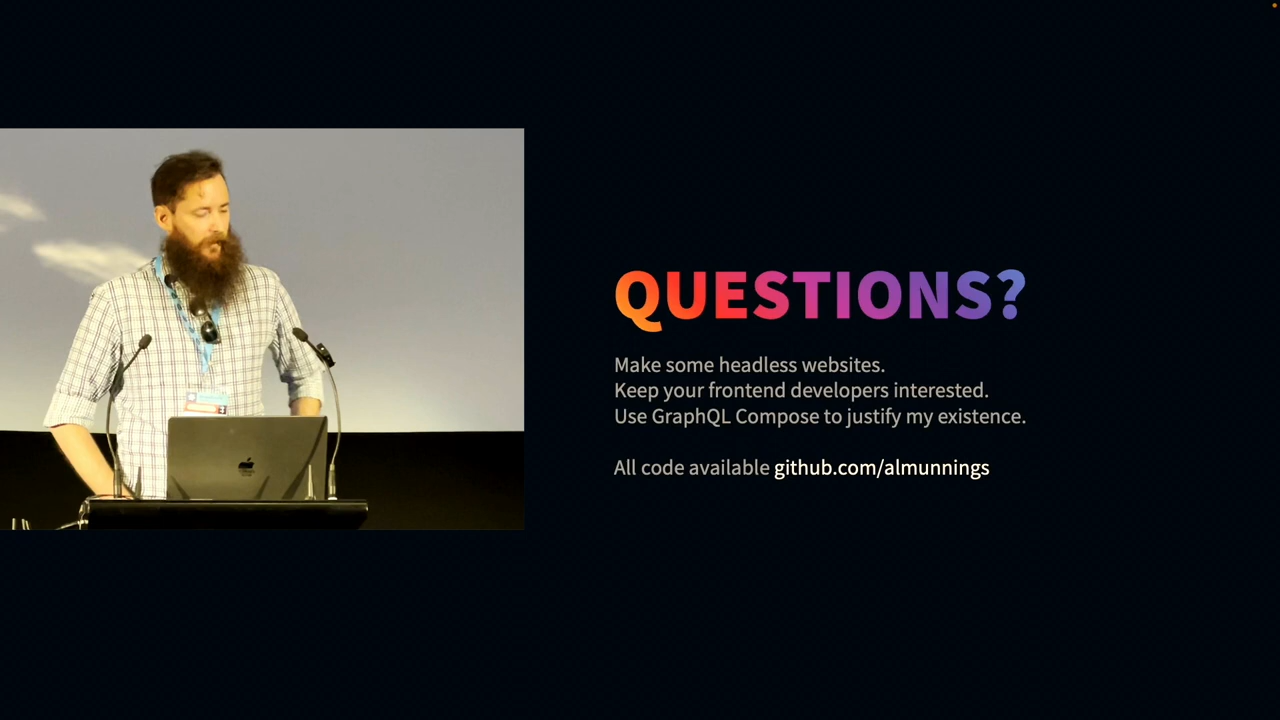 QUESTIONS?
Make some headless websites.
Keep your frontend developers interested.
Use GraphQL Compose to justify my existence.
All code available github.com/almunnings